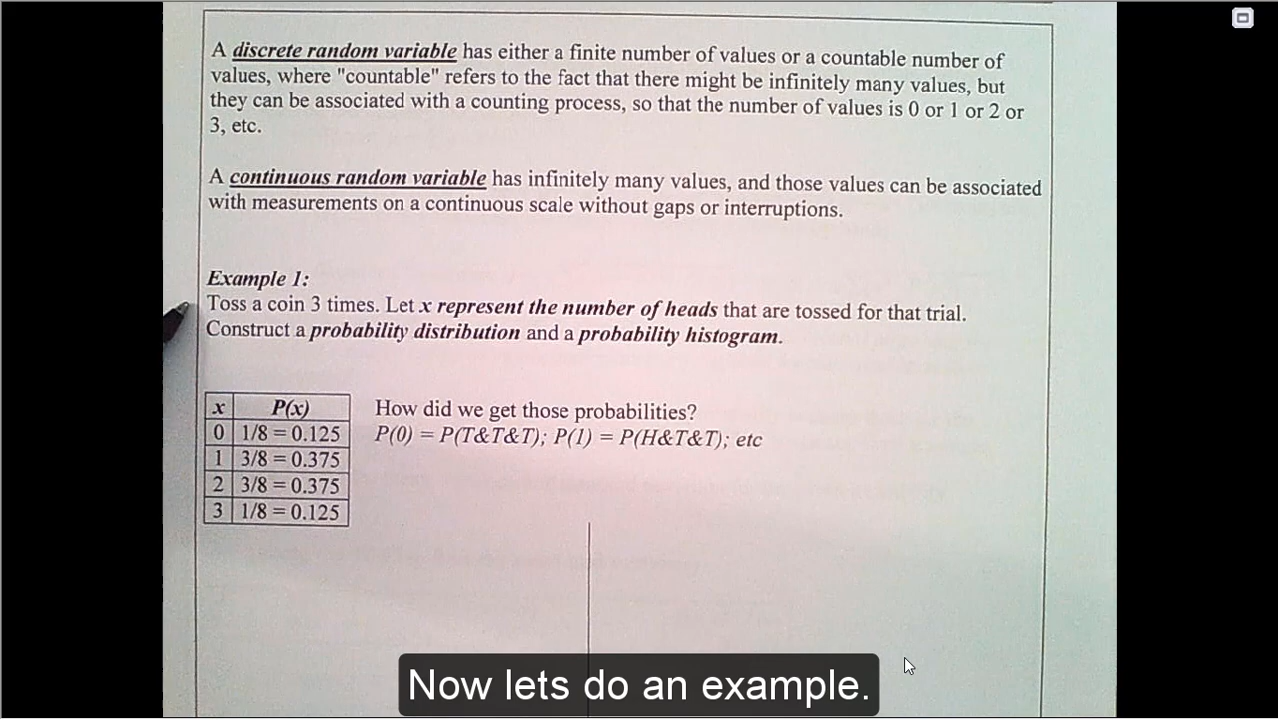 A discrete random variable has either a finite number of values or a countable number of
values, where "countable" refers to the fact that there might be infinitely many values, but
they can be associated with a counting process, so that the number of values is 0 or 1 or 2 or
3, etc.
A continuous random variable has infinitely many values, and those values can be associated
with measurements on a continuous scale without gaps or interruptions.
Example 1:
Toss a coin 3 times. Let x represent the number of heads that are tossed for that trial.
Construct a probability distribution and a probability histogram.
x P(x)
0 1/8 = 0.125
1 3/8 = 0.375
2 3/8 = 0.375
3 1/8 = 0.125
How did we get those probabilities?
P(0) = P(T&T&T); P(1) = P(H&T&T); etc
Now lets do an example.